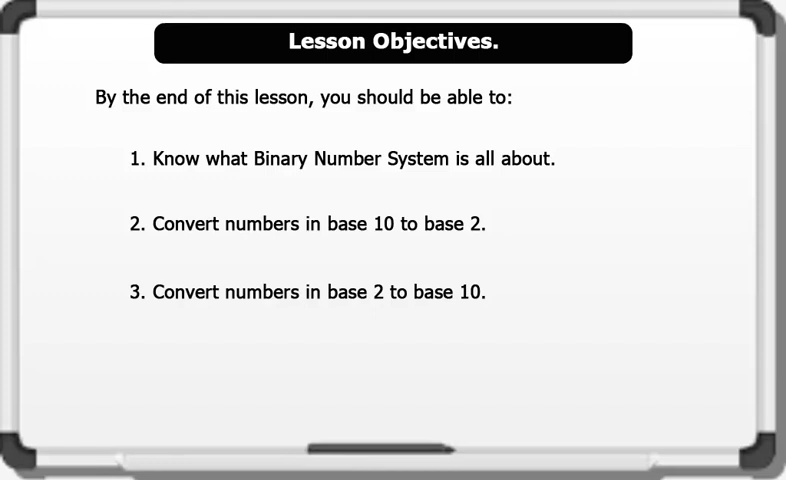 Lesson Objectives.
By the end of this lesson, you should be able to:
1. Know what Binary Number System is all about.
2. Convert numbers in base 10 to base 2.
3. Convert numbers in base 2 to base 10.